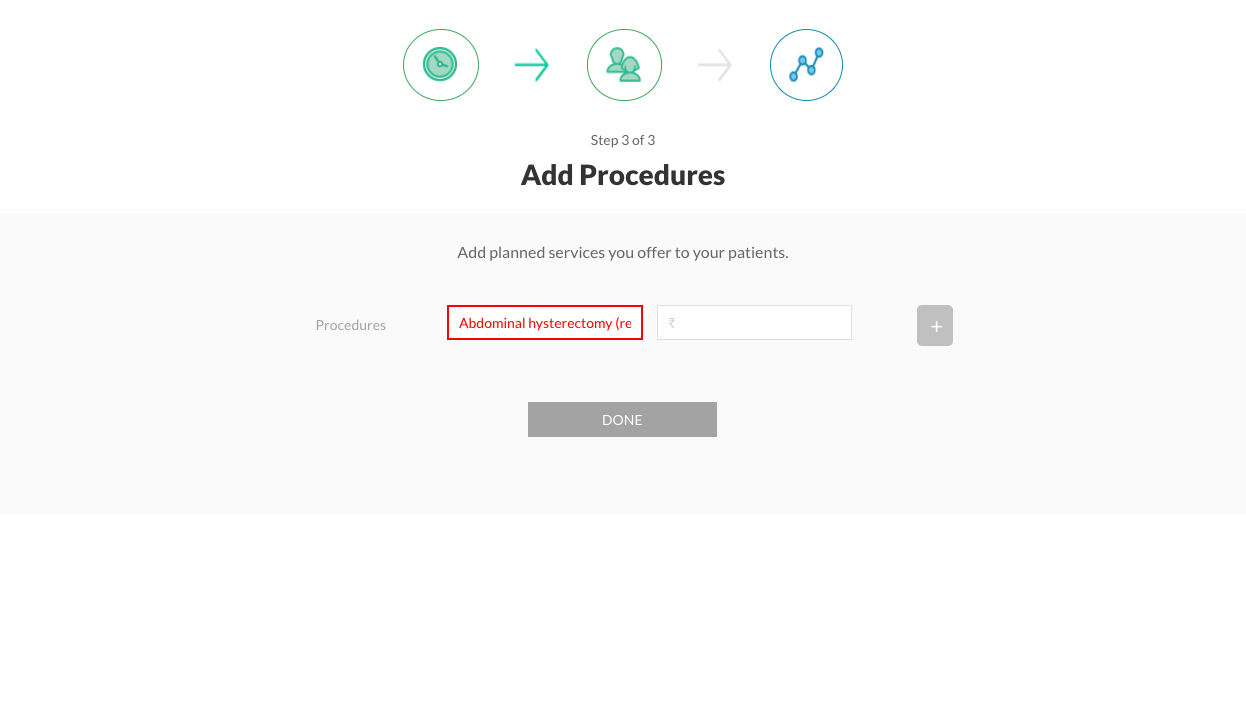 Step 3 of 3
Add Procedures
Add planned services you offer to your patients.
Procedures
Abdominal hysterectomy (re
₹
+
DONE